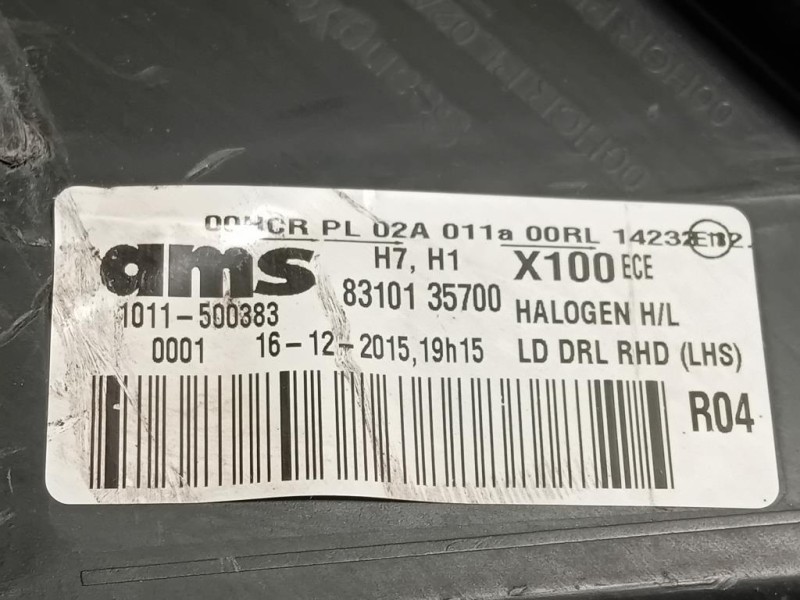 00HCR PL 02A 011a 00RL
ams H7, H1 X100 ECE
1011-500383 83101 35700 HALOGEN H/L
0001 16-12-2015,19h15 LD DRL RHD (LHS)
R04